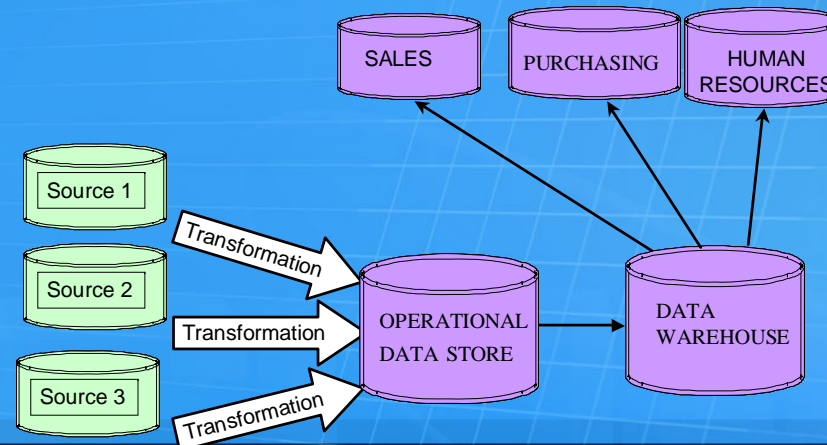 SALES
PURCHASING
HUMAN
RESOURCES
Source 1
Transformation
Source 2
Transformation
OPERATIONAL
DATA STORE
DATA
WAREHOUSE
Source 3
Transformation